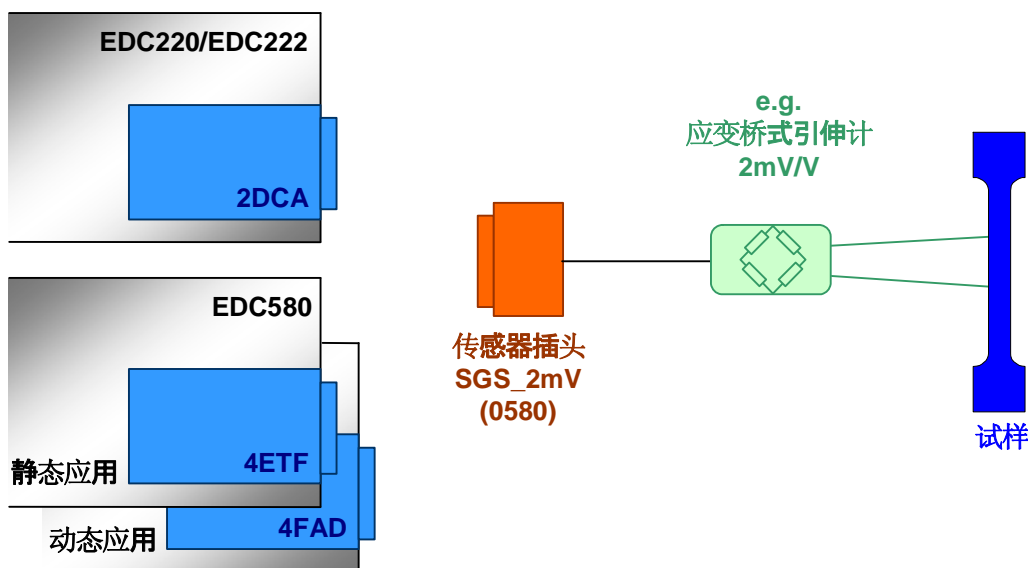 EDC220/EDC222
2DCA
EDC580
4ETF
静态应用
4FAD
动态应用
传感器插头
SGS_2mV
(0580)
e.g.
应变桥式引伸计
2mV/V
试样